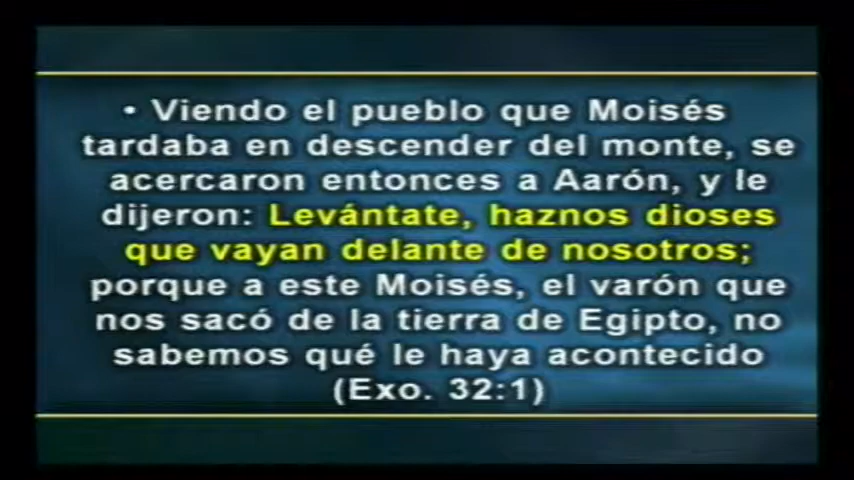 • Viendo el pueblo que Moisés
tardaba en descender del monte, se
acercaron entonces a Aarón, y le
dijeron: Levántate, haznos dioses
que vayan delante de nosotros;
porque a este Moisés, el varón que
nos sacó de la tierra de Egipto, no
sabemos qué le haya acontecido
(Exo. 32:1)